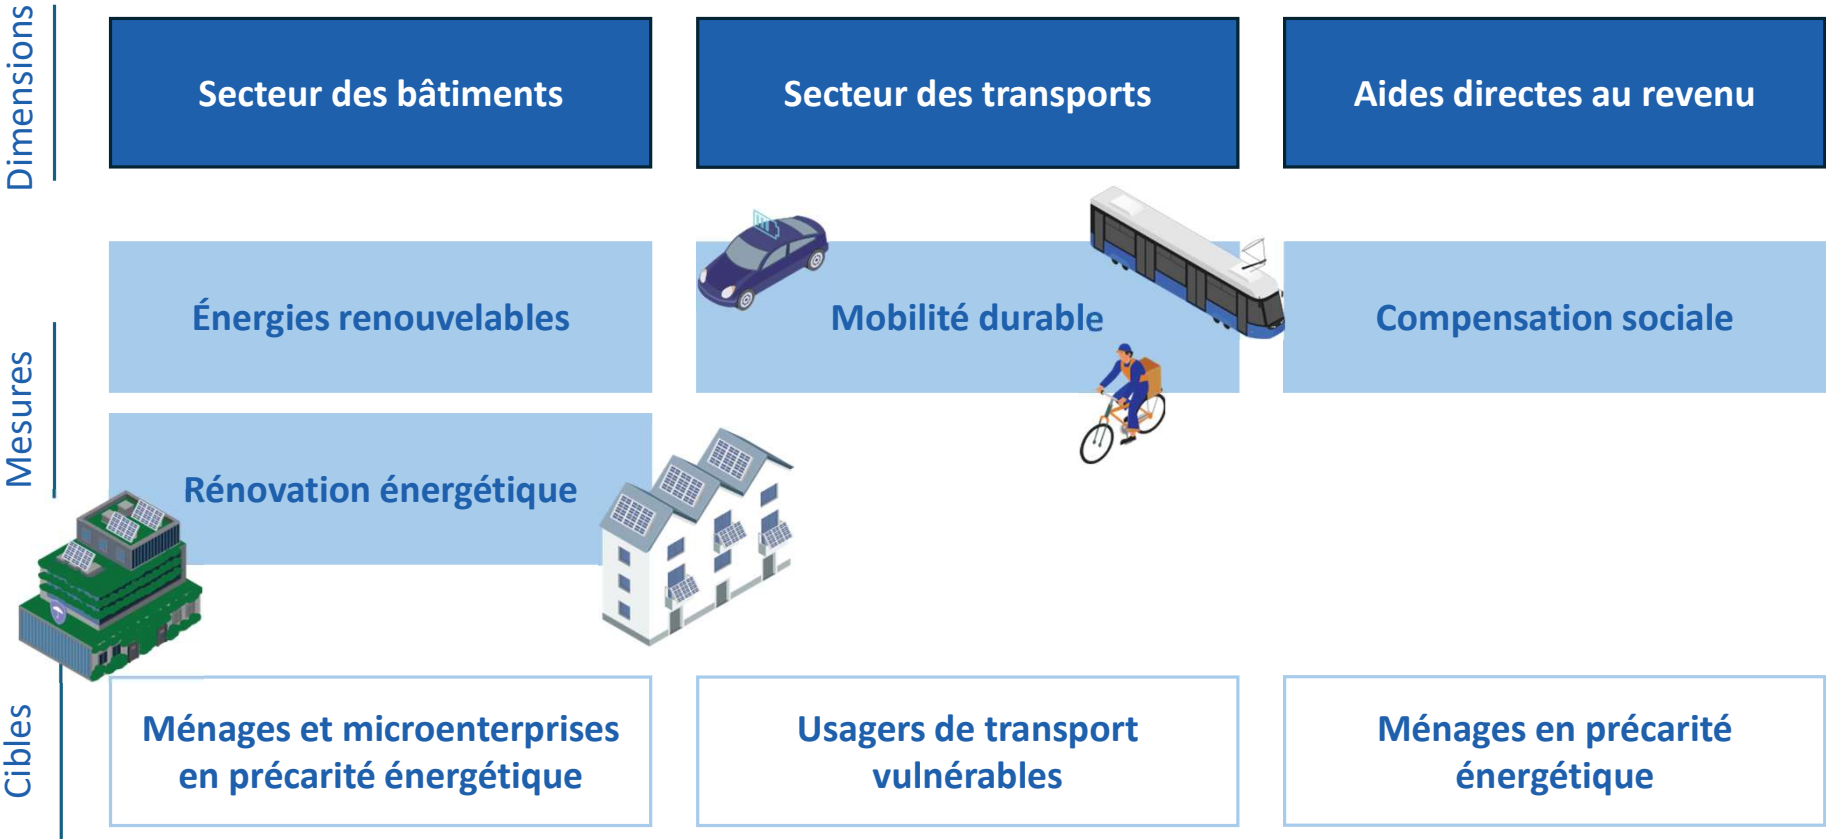 Dimensions
Secteur des bâtiments
Secteur des transports
Aides directes au revenu
Mesures
Énergies renouvelables
Mobilité durable
Compensation sociale
Rénovation énergétique
Cibles
Ménages et microenterprises
en précarité énergétique
Usagers de transport
vulnérables
Ménages en précarité
énergétique